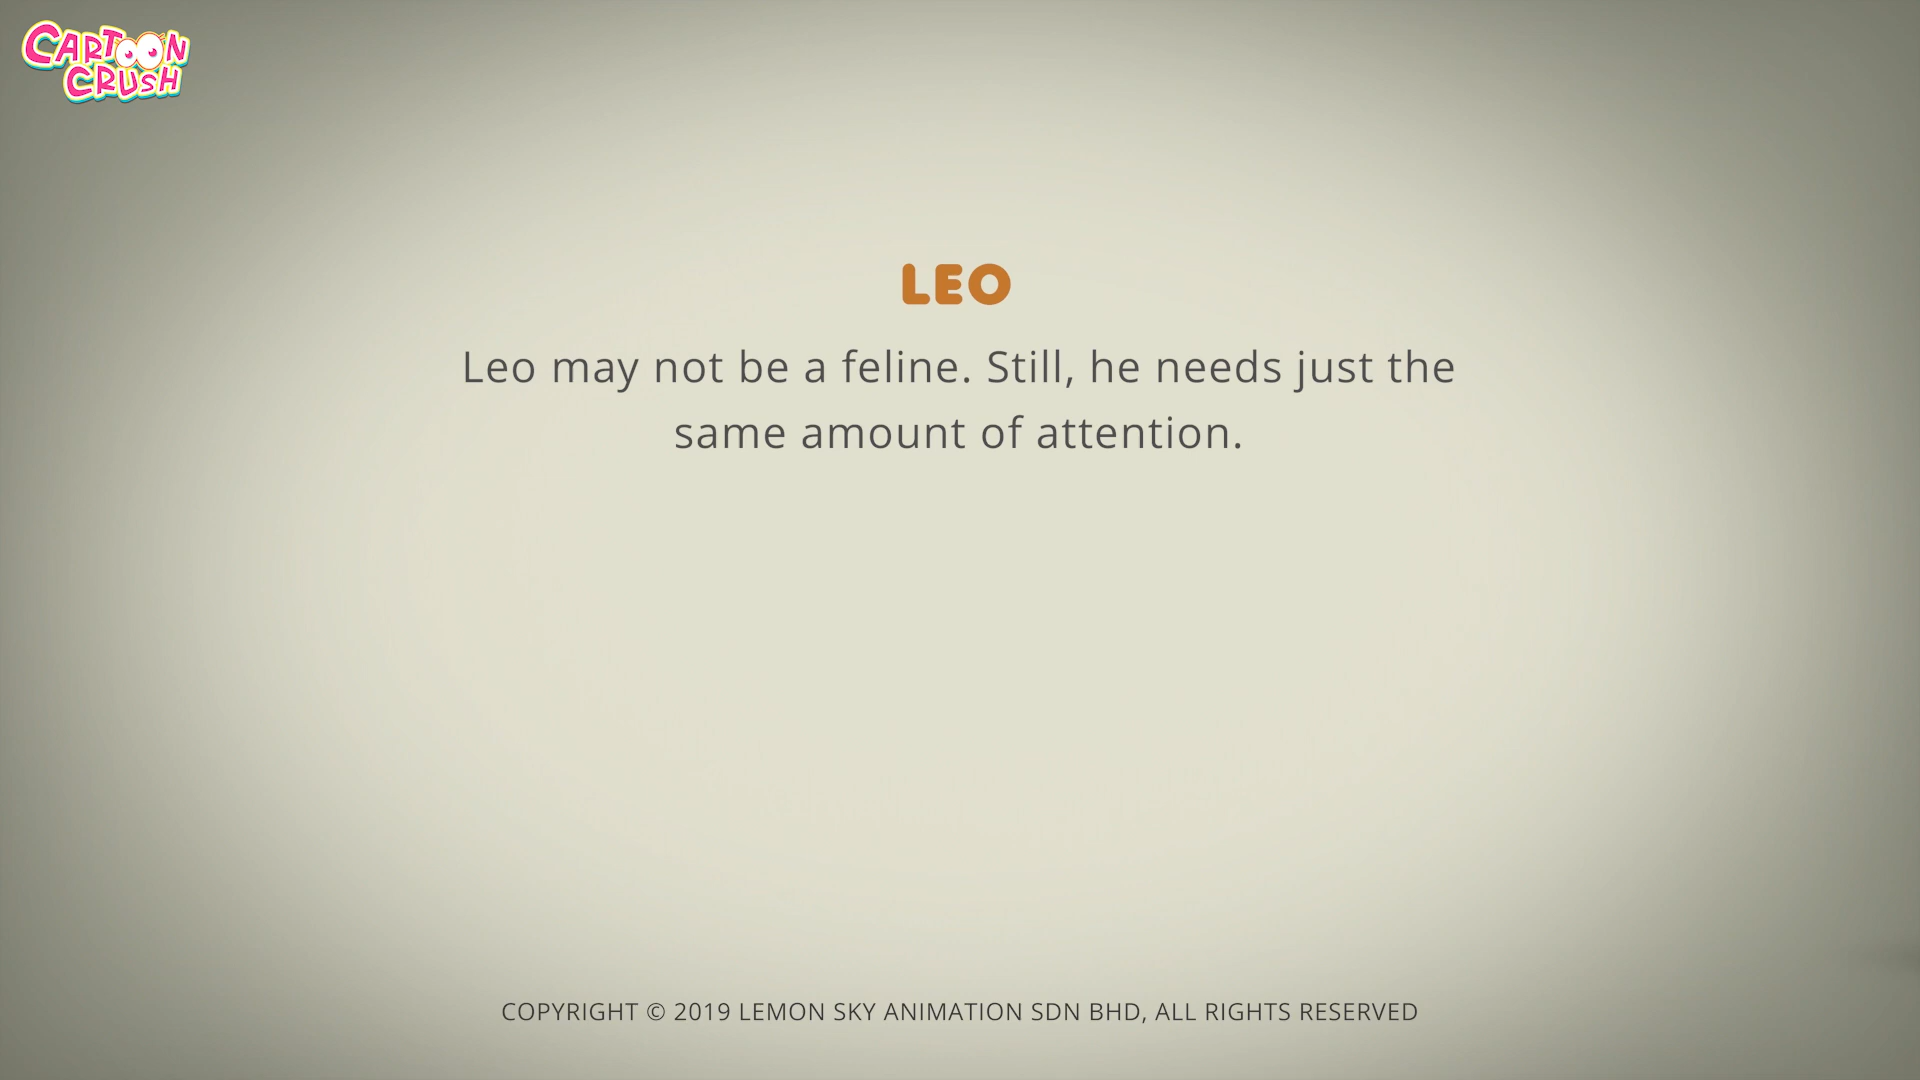 CARTOON
CRUSH
LEO
Leo may not be a feline. Still, he needs just the
same amount of attention.
COPYRIGHT © 2019 LEMON SKY ANIMATION SDN BHD, ALL RIGHTS RESERVED